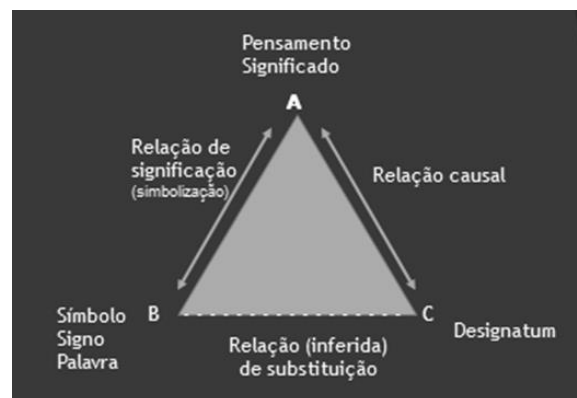 Pensamento
Significado
A
Relação de
significação
(simbolização)
Relação causal
B
Símbolo
Signo
Palavra
C
Designatum
Relação (inferida)
de substituição